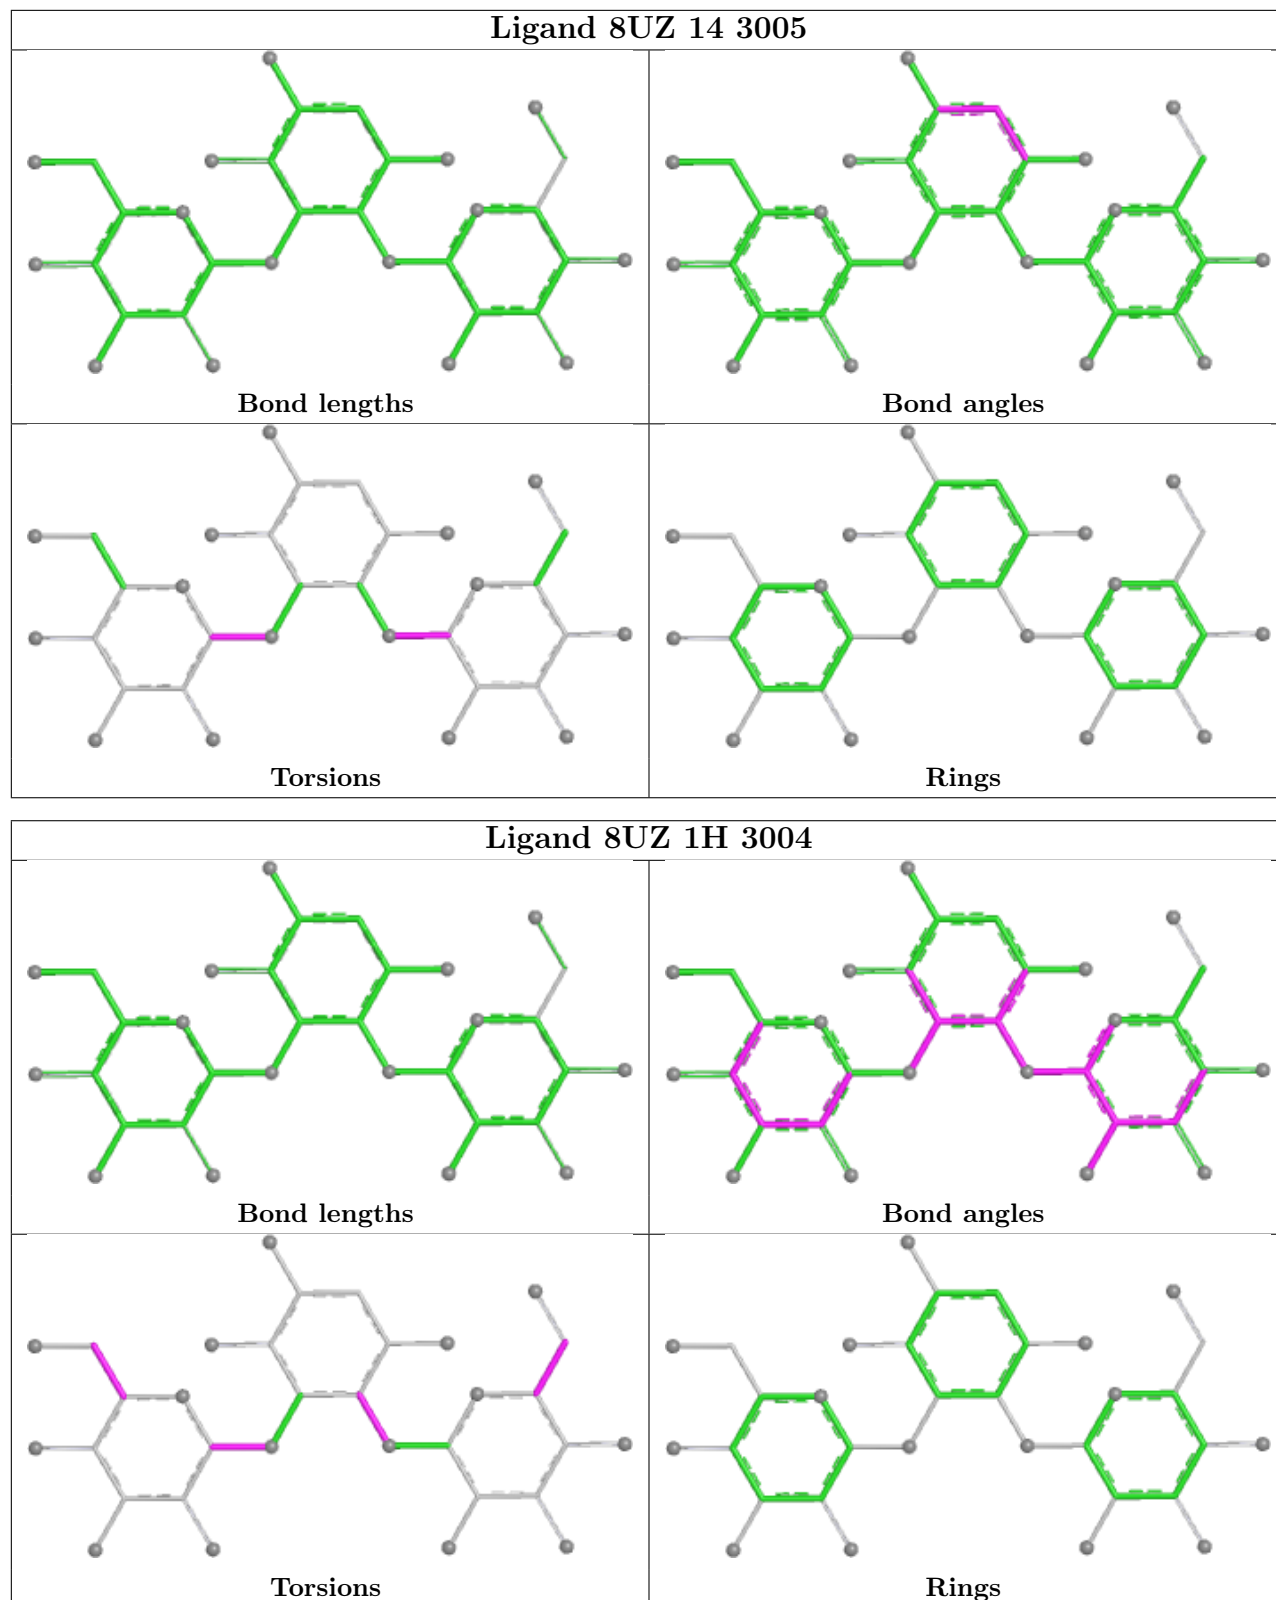 Ligand 8UZ 14 3005
Bond lengths
Bond angles
Torsions
Rings
Ligand 8UZ 1H 3004
Bond lengths
Bond angles
Torsions
Rings